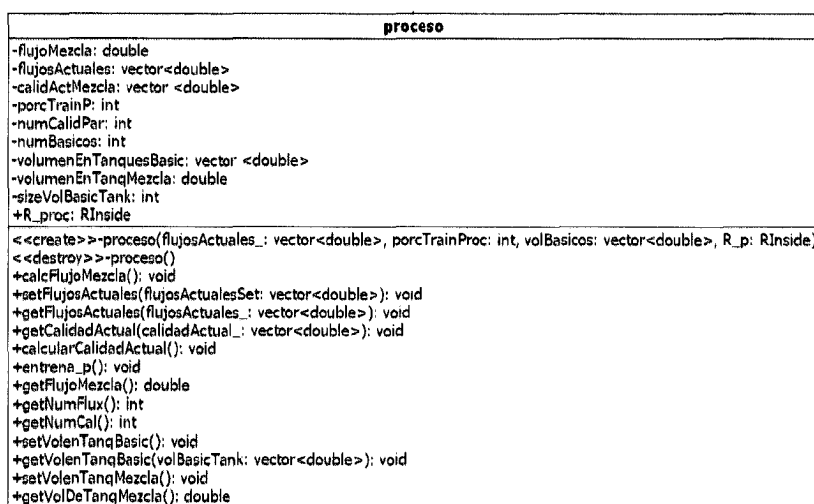 proceso
-flujoMezcla: double
-flujosActuales: vector<double>
-calidActMezcla: vector <double>
-porcTrainP: int
-numCalidPar: int
-numBasicos: int
-volumenEnTanquesBasic: vector <double>
-volumenEnTanqMezcla: double
-sizeVolBasicTank: int
+R_proc: RInside
<<create>>-proceso(flujosActuales_: vector<double>, porcTrainProc: int, volBasicos: vector<double>, R_p: RInside)
<<destroy>>-proceso()
+calcFlujoMezcla(): void
+setFlujosActuales(flujosActualesSet: vector<double>): void
+getFlujosActuales(flujosActuales_: vector<double>): void
+getCalidadActual(calidadActual_: vector<double>): void
+calcularCalidadActual(): void
+entrena_p(): void
+getFlujoMezcla(): double
+getNumFlux(): int
+getNumCal(): int
+setVolenTanqBasic(): void
+getVolenTanqBasic(volBasicTank: vector<double>): void
+setVolenTanqMezcla(): void
+getVolDeTanqMezcla(): double